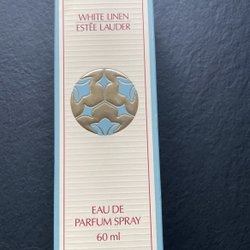 WHITE LINEN
ESTĒE LAUDER
EAU DE
PARFUM SPRAY
60 ml